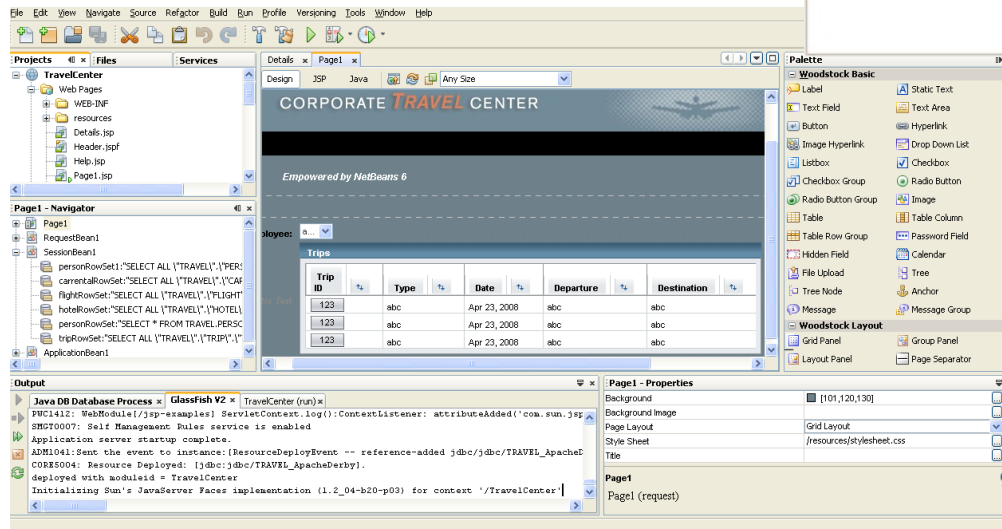 File Edit View Navigate Source Refactor Build Run Profile Versioning Tools Window Help
Projects Files Services
TravelCenter
Web Pages
WEB-INF
resources
Details.jsp
Header.jspf
Help.jsp
Page1.jsp
Page1 - Navigator
Page1
RequestBean1
SessionBean1
personRowSet1:"SELECT ALL \"TRAVEL\".\"PERS
carrentalRowSet:"SELECT ALL \"TRAVEL\".\"CAR
flightRowSet:"SELECT ALL \"TRAVEL\".\"FLIGHT"
hotelRowSet:"SELECT ALL \"TRAVEL\".\"HOTEL\
personRowSet:"SELECT * FROM TRAVEL.PERSC
tripRowSet:"SELECT ALL \"TRAVEL\".\"TRIP\",\"
ApplicationBean1
Details Page1
Design JSP Java Any Size
CORPORATE TRAVEL CENTER
Empowered by NetBeans 6
ployee: a...
Trips
Trip ID Type Date Departure Destination
123 abc Apr 23, 2008 abc abc
123 abc Apr 23, 2008 abc abc
123 abc Apr 23, 2008 abc abc
Palette
Woodstock Basic
Label Static Text
Text Field Text Area
Button Hyperlink
Image Hyperlink Drop Down List
Listbox Checkbox
Checkbox Group Radio Button
Radio Button Group Image
Table Table Column
Table Row Group Password Field
Hidden Field Calendar
File Upload Tree
Tree Node Anchor
Message Message Group
Woodstock Layout
Grid Panel Group Panel
Layout Panel Page Separator
Output
Java DB Database Process GlassFish V2 TravelCenter (run)
PWC1412: WebModule[/jsp-examples] ServletContext.log():ContextListener: attributeAdded('com.sun.jsp
SMGT0007: Self Management Rules service is enabled
Application server startup complete.
ADM1041:Sent the event to instance:[ResourceDeployEvent -- reference-added jdbc/jdbc/TRAVEL_ApacheD
CORE5004: Resource Deployed: [jdbc:jdbc/TRAVEL_ApacheDerby].
deployed with moduleid = TravelCenter
Initializing Sun's JavaServer Faces implementation (1.2_04-b20-p03) for context '/TravelCenter'
Page1 - Properties
Background [101,120,130]
Background Image
Page Layout Grid Layout
Style Sheet /resources/stylesheet.css
Title
Page1
Page1 (request)